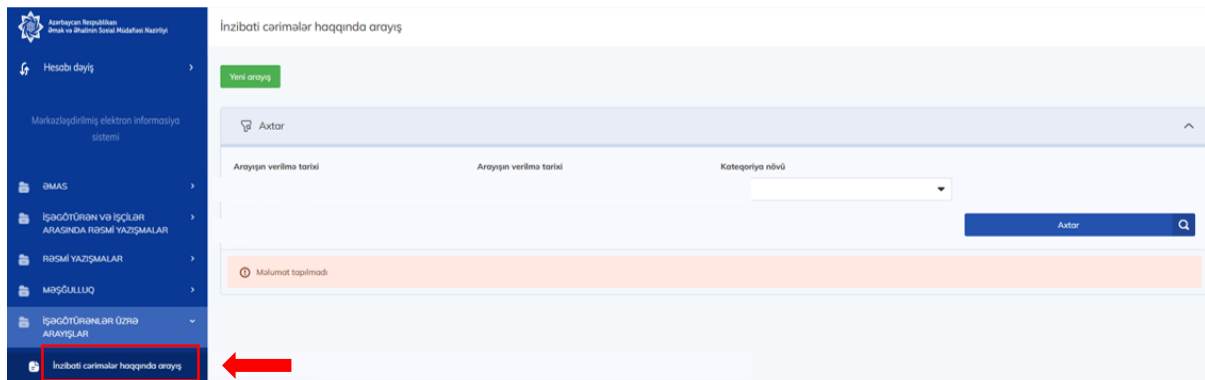 Azərbaycan Respublikası
Əmək və Əhalinin Sosial Müdafiəsi Nazirliyi
İnzibati cərimələr haqqında arayış
Hesabı dəyiş
Yeni arayış
Mərkəzləşdirilmiş elektron informasiya
sistemi
Axtar
Arayışın verilmə tarixi
Arayışın verilmə tarixi
Kateqoriya növü
ƏMAS
İŞƏGÖTÜRƏN VƏ İŞÇİLƏR
ARASINDA RƏSMİ YAZIŞMALAR
Axtar
RƏSMİ YAZIŞMALAR
Məlumat tapılmadı
MƏŞĞULLUQ
İŞƏGÖTÜRƏNLƏR ÜZRƏ
ARAYIŞLAR
İnzibati cərimələr haqqında arayış